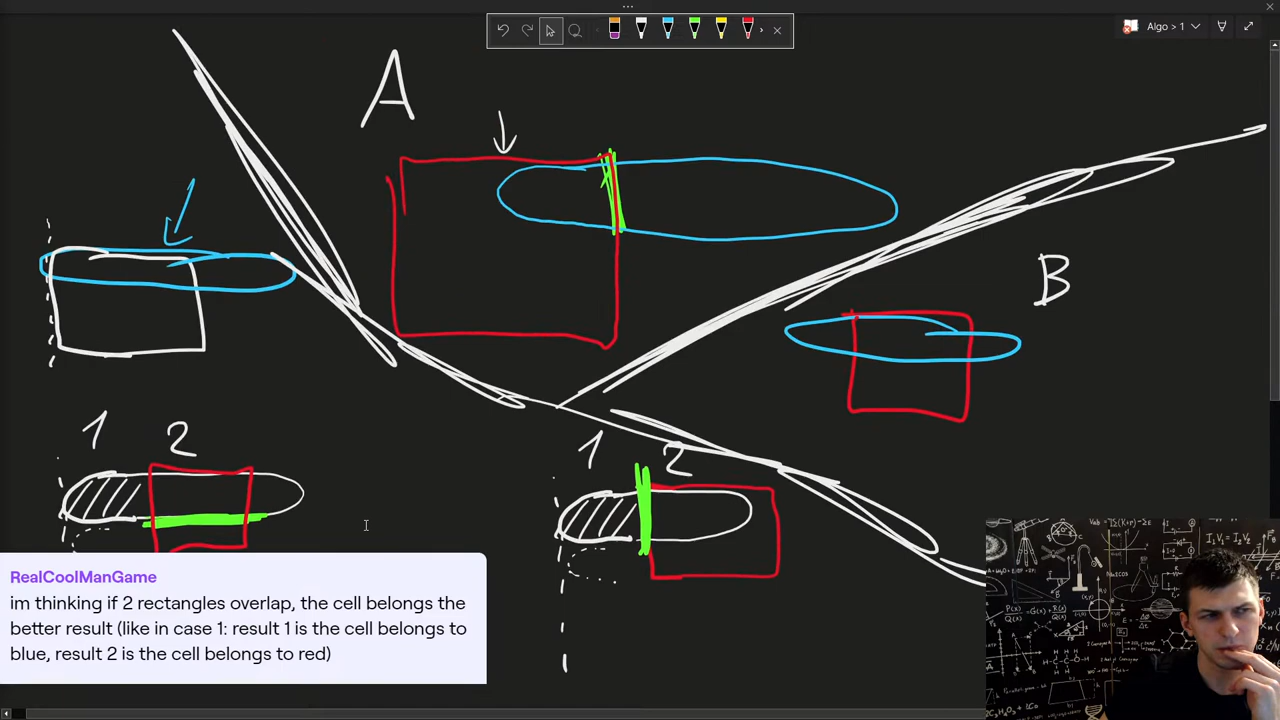 Algo > 1
A
B
1
2
1
2
RealCoolManGame
im thinking if 2 rectangles overlap, the cell belongs the
better result (like in case 1: result 1 is the cell belongs to
blue, result 2 is the cell belongs to red)